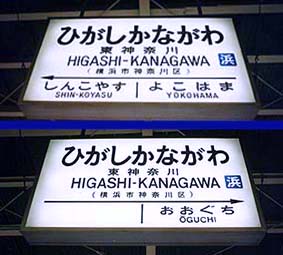 ひがしかながわ
東神奈川
HIGASHI-KANAGAWA 浜
(横浜市神奈川区)
しんこやす よこはま
SHIN-KOYASU YOKOHAMA
ひがしかながわ
東神奈川
HIGASHI-KANAGAWA 浜
(横浜市神奈川区)
おおぐち
ŌGUCHI